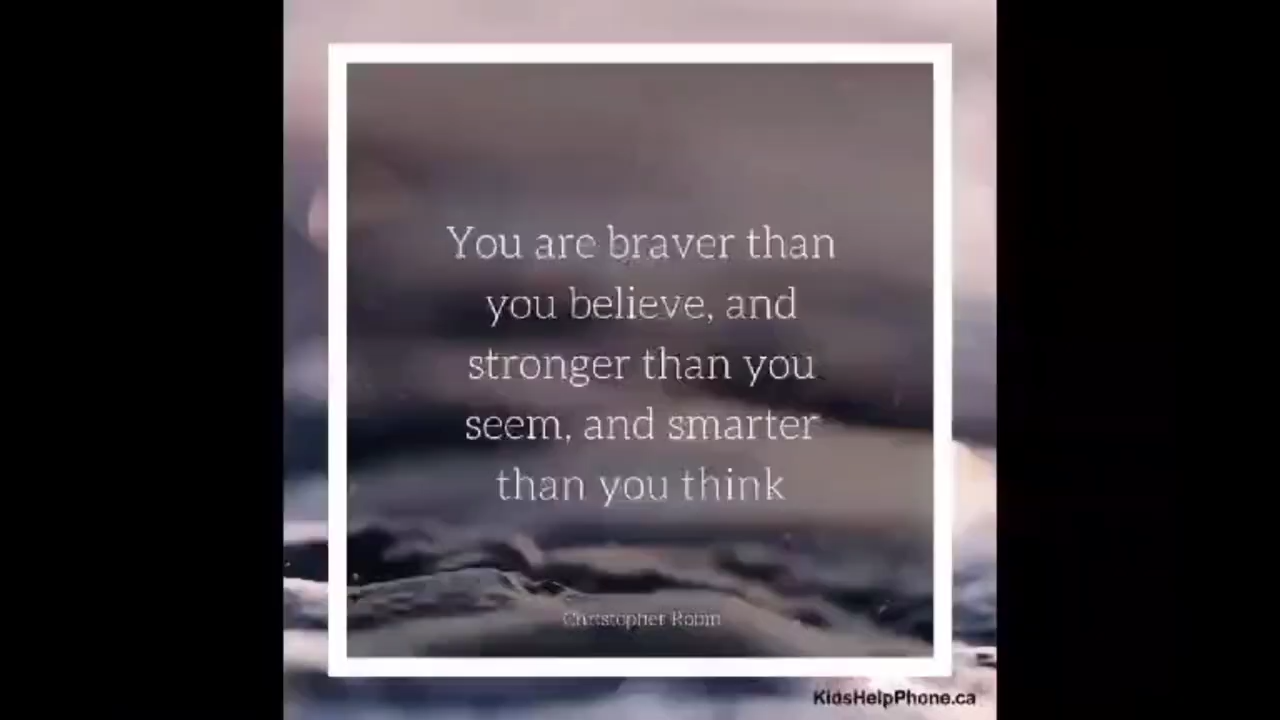 You are braver than
you believe, and
stronger than you
seem, and smarter
than you think
Christopher Robin
KidsHelpPhone.ca